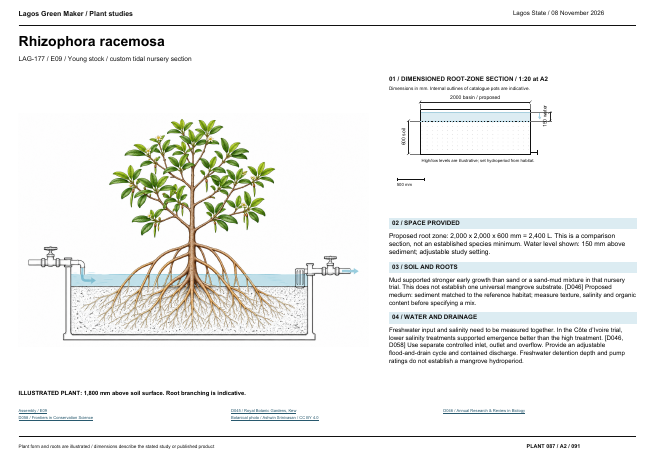 Lagos Green Maker / Plant studies
Lagos State / 08 November 2026
Rhizophora racemosa
LAG-177 / E09 / Young stock / custom tidal nursery section
01 / DIMENSIONED ROOT-ZONE SECTION / 1:20 at A2
Dimensions in mm. Internal outlines of catalogue pots are indicative.
2000 basin / proposed
150 water
600 soil
High/low levels are illustrative; set hydroperiod from habitat.
500 mm
02 / SPACE PROVIDED
Proposed root zone: 2,000 x 2,000 x 600 mm = 2,400 L. This is a comparison
section, not an established species minimum. Water level shown: 150 mm above
sediment; adjustable study setting.
03 / SOIL AND ROOTS
Mud supported stronger early growth than sand or a sand-mud mixture in that nursery
trial. This does not establish one universal mangrove substrate. [D046] Proposed
medium: sediment matched to the reference habitat; measure texture, salinity and organic
content before specifying a mix.
04 / WATER AND DRAINAGE
Freshwater input and salinity need to be measured together. In the Côte d'Ivoire trial,
lower salinity treatments supported emergence better than the high treatment. [D046,
D058] Use separate controlled inlet, outlet and overflow. Provide an adjustable
flood-and-drain cycle and contained discharge. Freshwater detention depth and pump
ratings do not establish a mangrove hydroperiod.
ILLUSTRATED PLANT: 1,800 mm above soil surface. Root branching is indicative.
Assembly / E09
D058 / Frontiers in Conservation Science
/ Royal Botanic Gardens, Kew
Botanical photo / Ashwin Srinivasan / CC BY 4.0
D046 / Annual Research & Review in Biology
Plant form and roots are illustrated / dimensions describe the stated study or published product
PLANT 087 / A2 / 091